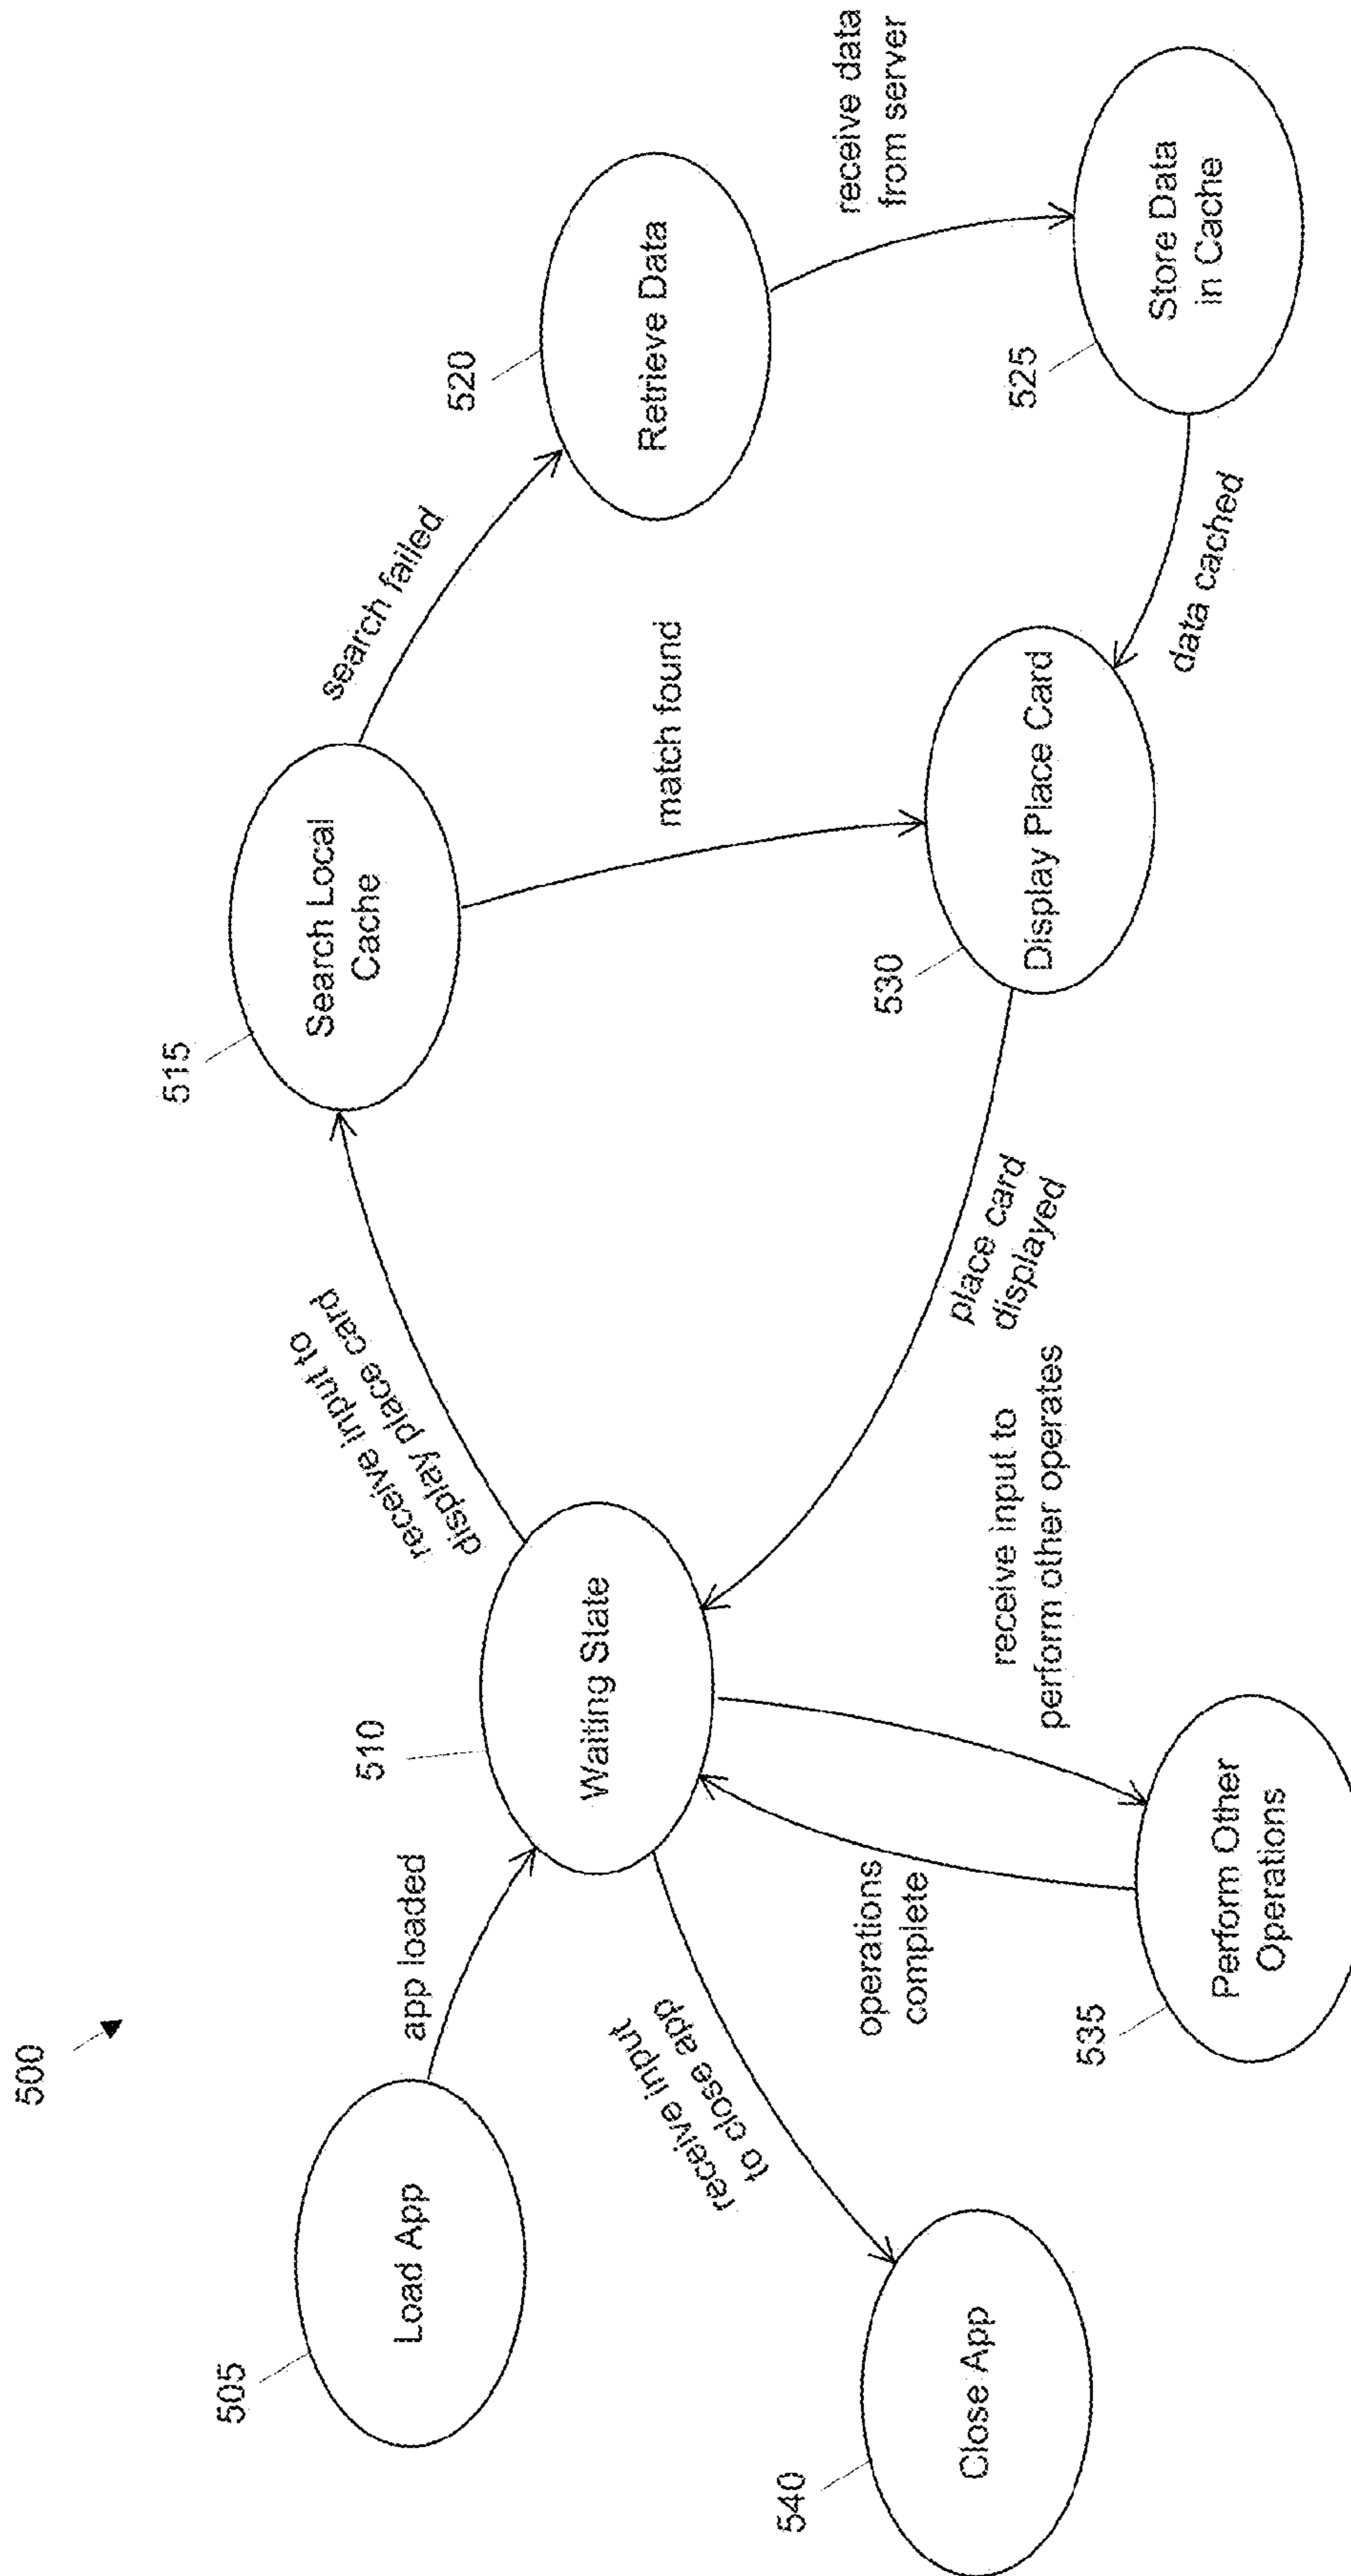 500
505
Load App
app loaded
510
Waiting State
receive input to
display place card
515
Search Local
Cache
search failed
520
Retrieve Data
receive data
from server
525
Store Data
in Cache
data cached
match found
530
Display Place Card
place card
displayed
receive input to
perform other operates
operations
complete
535
Perform Other
Operations
receive input
to close app
540
Close App